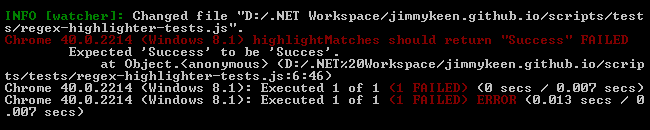 INFO [watcher]: Changed file "D:/.NET Workspace/jimmykeen.github.io/scripts/test
s/regex-highlighter-tests.js".
Chrome 40.0.2214 (Windows 8.1) highlightMatches should return "Success" FAILED
Expected 'Success' to be 'Succes'.
at Object.<anonymous> (D:/.NET%20Workspace/jimmykeen.github.io/scrip
ts/tests/regex-highlighter-tests.js:6:46)
Chrome 40.0.2214 (Windows 8.1): Executed 1 of 1 (1 FAILED) (0 secs / 0.007 secs)
Chrome 40.0.2214 (Windows 8.1): Executed 1 of 1 (1 FAILED) ERROR (0.013 secs / 0
.007 secs)